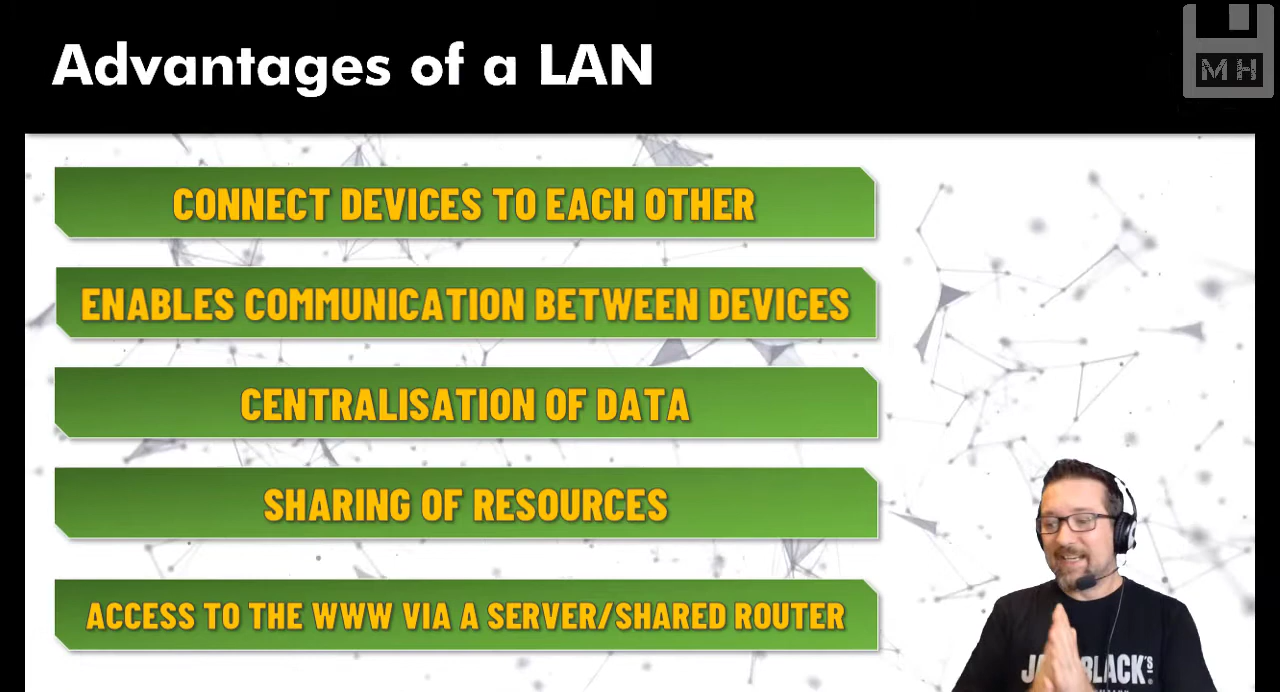 Advantages of a LAN
MH
CONNECT DEVICES TO EACH OTHER
ENABLES COMMUNICATION BETWEEN DEVICES
CENTRALISATION OF DATA
SHARING OF RESOURCES
ACCESS TO THE WWW VIA A SERVER/SHARED ROUTER
BLACK'S